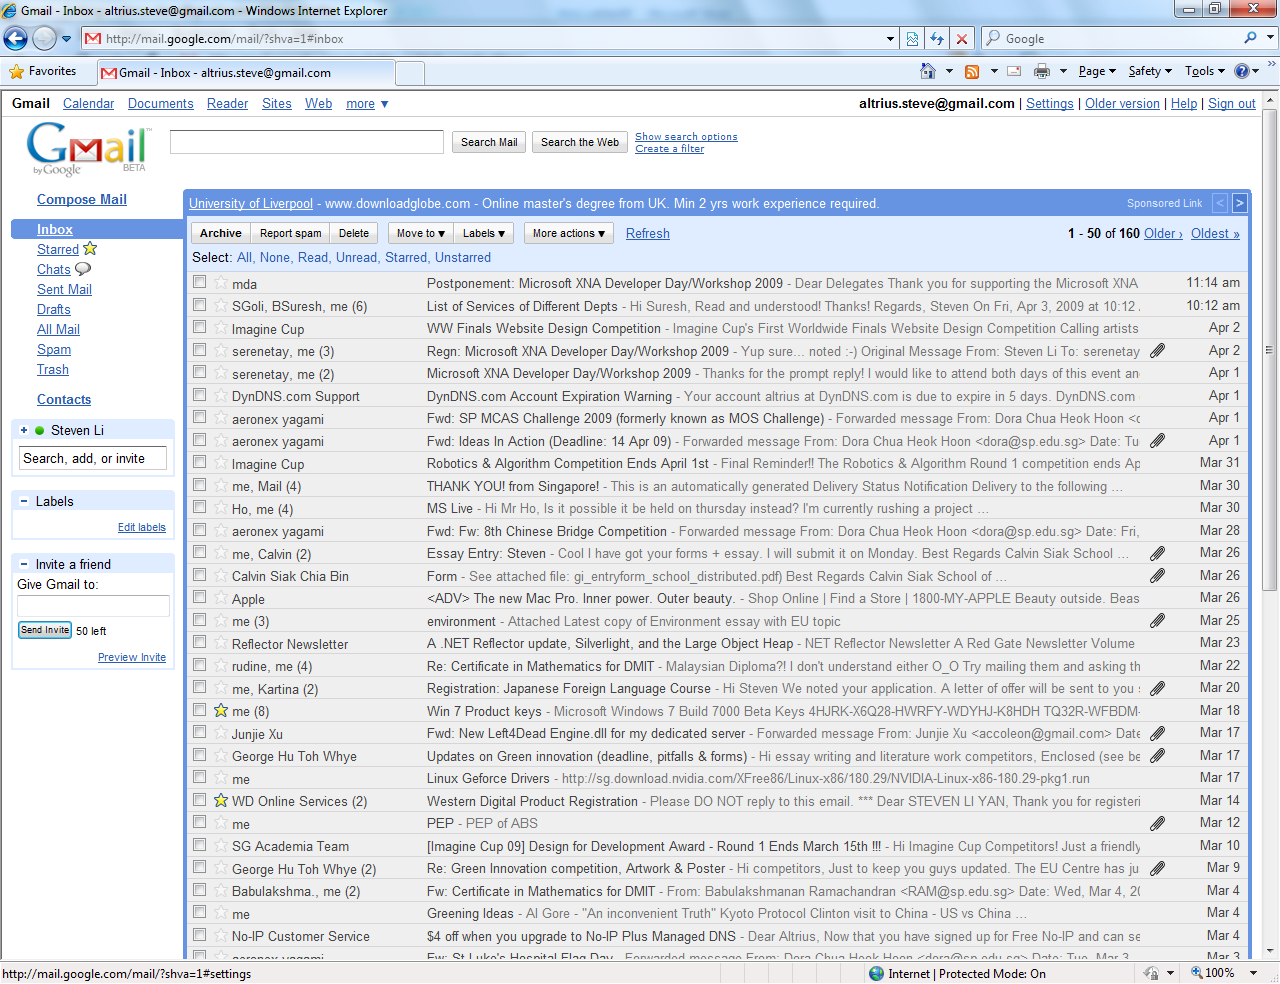 Gmail - Inbox - altrius.steve@gmail.com - Windows Internet Explorer
http://mail.google.com/mail/?shva=1#inbox
Google
Favorites
Gmail - Inbox - altrius.steve@gmail.com
Page
Safety
Tools
Gmail Calendar Documents Reader Sites Web more ▼
altrius.steve@gmail.com | Settings | Older version | Help | Sign out
Gmail
by Google
BETA
TM
Search Mail
Search the Web
Show search options
Create a filter
Compose Mail
Inbox
Starred
Chats
Sent Mail
Drafts
All Mail
Spam
Trash
Contacts
Steven Li
Search, add, or invite
Labels
Edit labels
Invite a friend
Give Gmail to:
Send Invite 50 left
Preview Invite
University of Liverpool - www.downloadglobe.com - Online master's degree from UK. Min 2 yrs work experience required.
Sponsored Link < >
Archive Report spam Delete Move to ▼ Labels ▼ More actions ▼ Refresh
1 - 50 of 160 Older › Oldest »
Select: All, None, Read, Unread, Starred, Unstarred
mda Postponement: Microsoft XNA Developer Day/Workshop 2009 - Dear Delegates Thank you for supporting the Microsoft XNA 11:14 am
SGoli, BSuresh, me (6) List of Services of Different Depts - Hi Suresh, Read and understood! Thanks! Regards, Steven On Fri, Apr 3, 2009 at 10:12 10:12 am
Imagine Cup WW Finals Website Design Competition - Imagine Cup's First Worldwide Finals Website Design Competition Calling artists Apr 2
serenetay, me (3) Regn: Microsoft XNA Developer Day/Workshop 2009 - Yup sure... noted :-) Original Message From: Steven Li To: serenetay Apr 2
serenetay, me (2) Microsoft XNA Developer Day/Workshop 2009 - Thanks for the prompt reply! I would like to attend both days of this event an Apr 1
DynDNS.com Support DynDNS.com Account Expiration Warning - Your account altrius at DynDNS.com is due to expire in 5 days. DynDNS.com Apr 1
aeronex yagami Fwd: SP MCAS Challenge 2009 (formerly known as MOS Challenge) - Forwarded message From: Dora Chua Heok Hoon <c Apr 1
aeronex yagami Fwd: Ideas In Action (Deadline: 14 Apr 09) - Forwarded message From: Dora Chua Heok Hoon <dora@sp.edu.sg> Date: Tue Apr 1
Imagine Cup Robotics & Algorithm Competition Ends April 1st - Final Reminder!! The Robotics & Algorithm Round 1 competition ends Ap Mar 31
me, Mail (4) THANK YOU! from Singapore! - This is an automatically generated Delivery Status Notification Delivery to the following ... Mar 30
Ho, me (4) MS Live - Hi Mr Ho, Is it possible it be held on thursday instead? I'm currently rushing a project ... Mar 30
aeronex yagami Fwd: Fw: 8th Chinese Bridge Competition - Forwarded message From: Dora Chua Heok Hoon <dora@sp.edu.sg> Date: Fri, Mar 28
me, Calvin (2) Essay Entry: Steven - Cool I have got your forms + essay. I will submit it on Monday. Best Regards Calvin Siak School ... Mar 26
Calvin Siak Chia Bin Form - See attached file: gi_entryform_school_distributed.pdf) Best Regards Calvin Siak School of ... Mar 26
Apple <ADV> The new Mac Pro. Inner power. Outer beauty. - Shop Online | Find a Store | 1800-MY-APPLE Beauty outside. Beas Mar 26
me (3) environment - Attached Latest copy of Environment essay with EU topic Mar 25
Reflector Newsletter A .NET Reflector update, Silverlight, and the Large Object Heap - NET Reflector Newsletter A Red Gate Newsletter Volume Mar 23
rudine, me (4) Re: Certificate in Mathematics for DMIT - Malaysian Diploma?! I don't understand either O_O Try mailing them and asking th Mar 22
me, Kartina (2) Registration: Japanese Foreign Language Course - Hi Steven We noted your application. A letter of offer will be sent to you Mar 20
me (8) Win 7 Product keys - Microsoft Windows 7 Build 7000 Beta Keys 4HJRK-X6Q28-HWRFY-WDYHJ-K8HDH TQ32R-WFBDM- Mar 18
Junjie Xu Fwd: New Left4Dead Engine.dll for my dedicated server - Forwarded message From: Junjie Xu <accoleon@gmail.com> Date Mar 17
George Hu Toh Whye Updates on Green innovation (deadline, pitfalls & forms) - Hi essay writing and literature work competitors, Enclosed (see be Mar 17
me Linux Geforce Drivers - http://sg.download.nvidia.com/XFree86/Linux-x86/180.29/NVIDIA-Linux-x86-180.29-pkg1.run Mar 17
WD Online Services (2) Western Digital Product Registration - Please DO NOT reply to this email. *** Dear STEVEN LI YAN, Thank you for registeri Mar 14
me PEP - PEP of ABS Mar 12
SG Academia Team [Imagine Cup 09] Design for Development Award - Round 1 Ends March 15th !!! - Hi Imagine Cup Competitors! Just a friendly Mar 10
George Hu Toh Whye (2) Re: Green Innovation competition, Artwork & Poster - Hi competitors, Just to keep you guys updated. The EU Centre has ju Mar 9
Babulakshma., me (2) Fw: Certificate in Mathematics for DMIT - From: Babulakshmanan Ramachandran <RAM@sp.edu.sg> Date: Wed, Mar 4, 20 Mar 4
me Greening Ideas - Al Gore - "An inconvenient Truth" Kyoto Protocol Clinton visit to China - US vs China ... Mar 4
No-IP Customer Service $4 off when you upgrade to No-IP Plus Managed DNS - Dear Altrius, Now that you have signed up for Free No-IP and can se Mar 4
aeronex yagami Fw: St Luke's Hospital Flag Day - Forwarded message From: Dora Chua Heok Hoon Date: Tue, Mar 3 Mar 3
http://mail.google.com/mail/?shva=1#settings
Internet | Protected Mode: On
100%